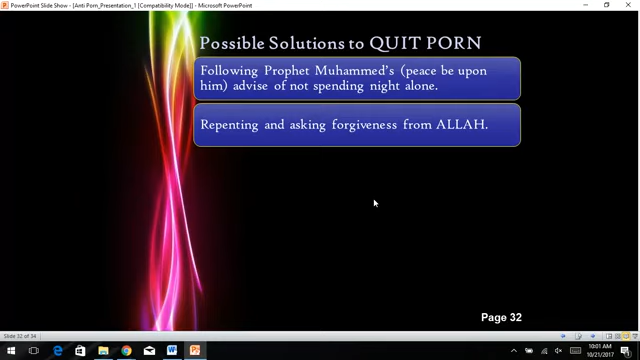 PowerPoint Slide Show - [Anti Porn_Presentation_1 [Compatibility Mode]] - PowerPoint
Possible Solutions to QUIT PORN
Following Prophet Muhammed's (peace be upon
him) advise of not spending night alone.
Repenting and asking forgiveness from ALLAH.
Page 32
Slide 32 of 34
10:01 AM
10/21/2017